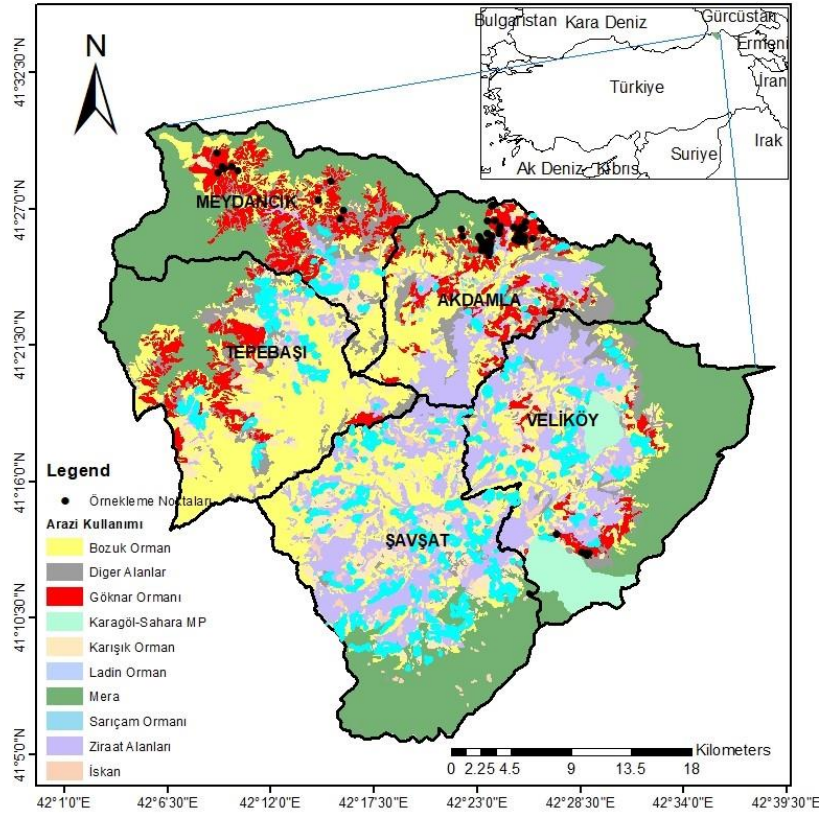 Bulgaristan
Kara Deniz
Gürcüstan
Ermeni
İran
Türkiye
Irak
Suriye
Ak Deniz
Kıbrıs
N
41°32'30"N
41°27'0"N
41°21'30"N
41°16'0"N
41°10'30"N
41°5'0"N
MEYDANCIK
AKDAMLA
TEPEBAŞI
VELİKÖY
ŞAVŞAT
Legend
Örnekleme Noktaları
Arazi Kullanımı
Bozuk Orman
Diger Alanlar
Göknar Ormanı
Karagöl-Sahara MP
Karışık Orman
Ladin Orman
Mera
Sarıçam Ormanı
Ziraat Alanları
İskan
Kilometers
0 2.25 4.5 9 13.5 18
42°1'0"E 42°6'30"E 42°12'0"E 42°17'30"E 42°23'0"E 42°28'30"E 42°34'0"E 42°39'30"E